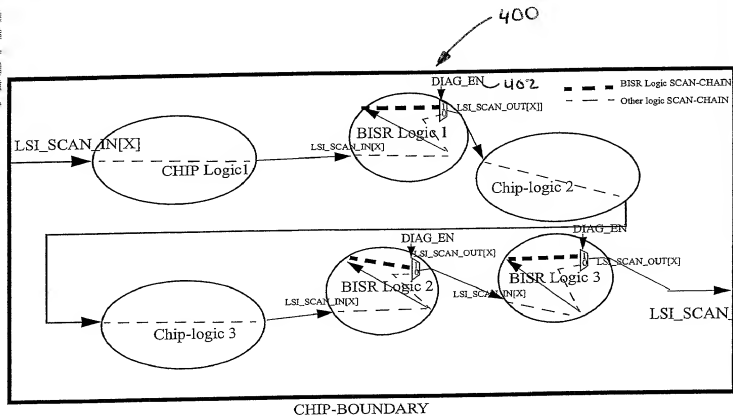 400
DIAG_EN 402
BISR Logic SCAN-CHAIN
Other logic SCAN-CHAIN
LSI_SCAN_OUT[X]]
BISR Logic 1
LSI_SCAN_IN[X]
LSI_SCAN_IN[X]
CHIP Logic1
Chip-logic 2
DIAG_EN
DIAG_EN
LSI_SCAN_OUT[X]
LSI_SCAN_OUT[X]
BISR Logic 3
BISR Logic 2
LSI_SCAN_IN[X]
LSI_SCAN_IN[X]
LSI_SCAN_
Chip-logic 3
CHIP-BOUNDARY